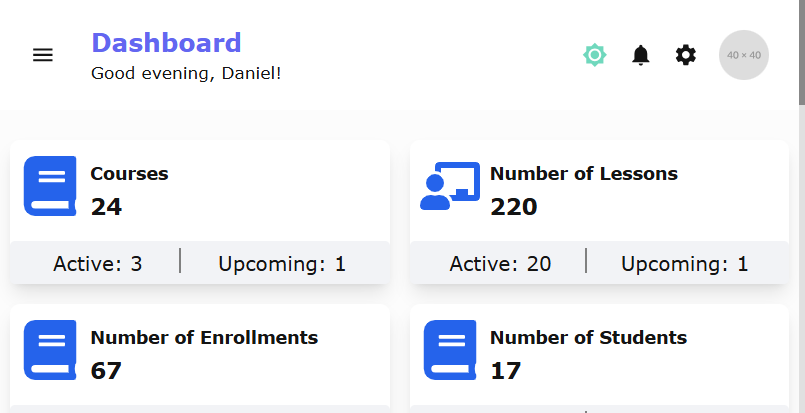 Dashboard
Good evening, Daniel!
40 × 40
Courses
24
Active: 3
Upcoming: 1
Number of Lessons
220
Active: 20
Upcoming: 1
Number of Enrollments
67
Number of Students
17